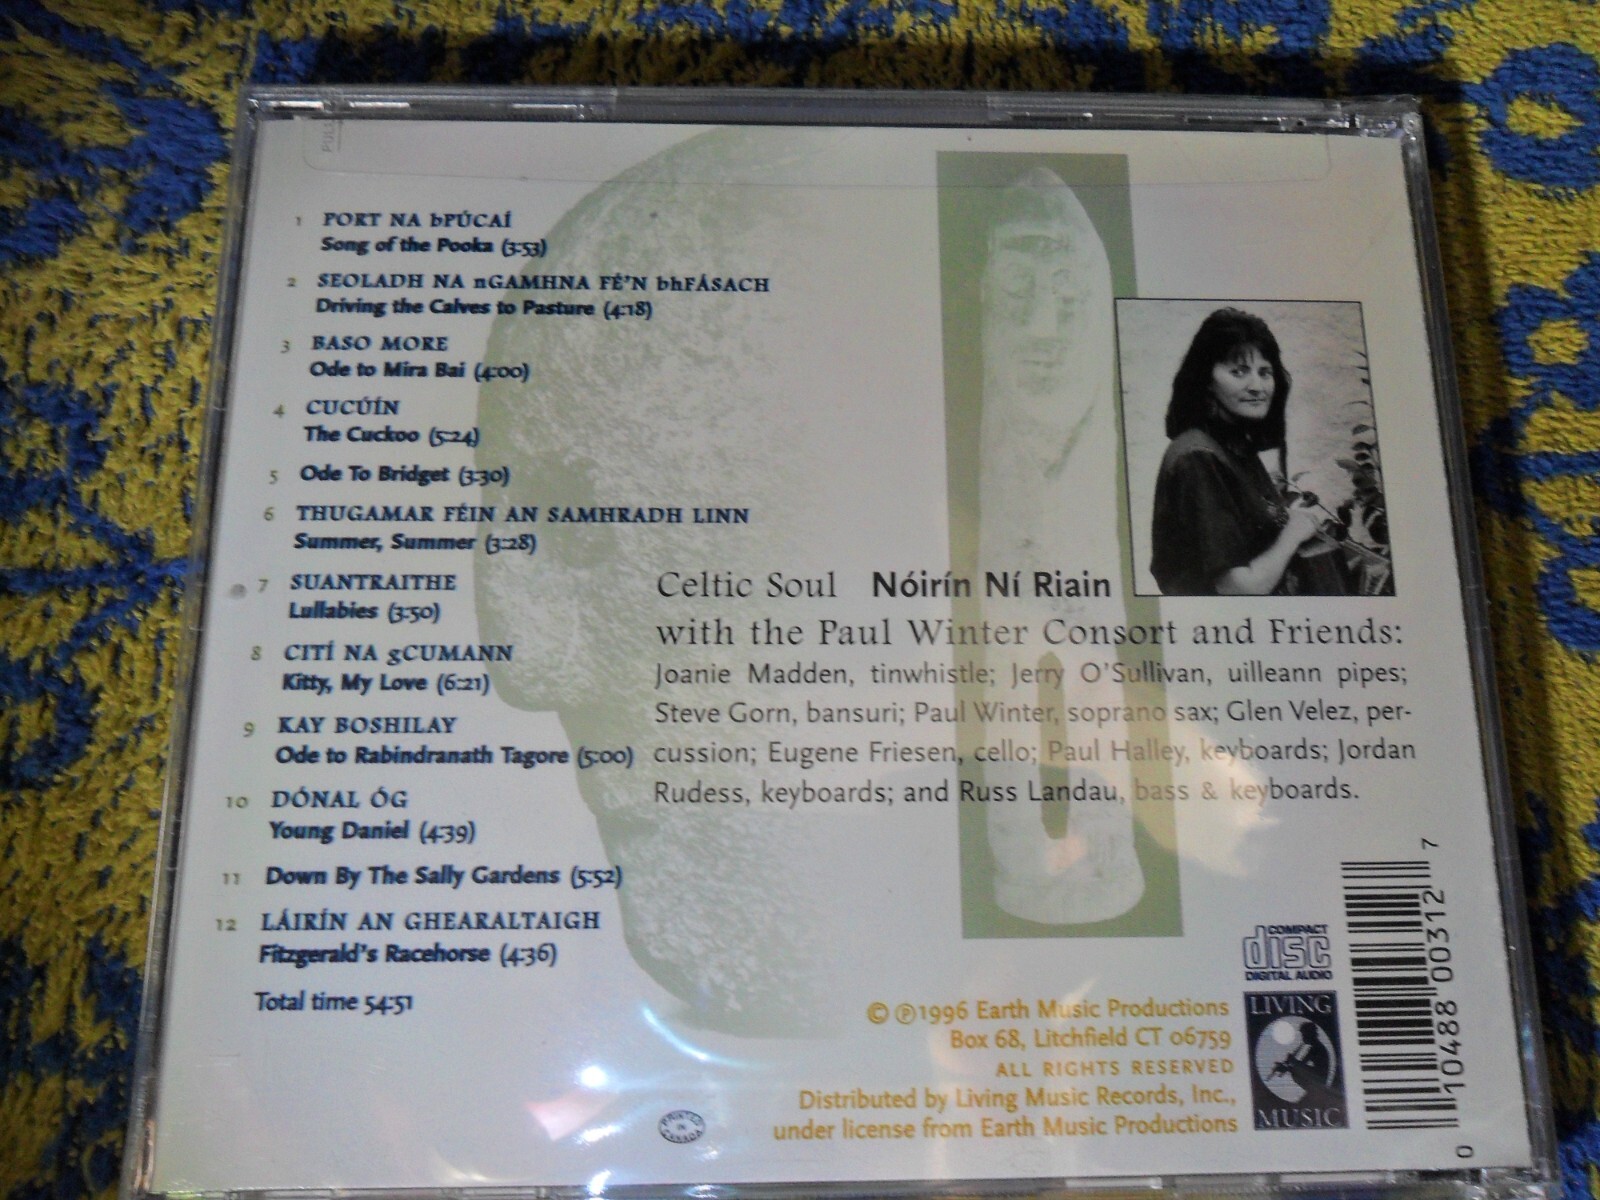 1 PORT NA bPÚCAÍ
Song of the Pooka (3:53)
2 SEOLADH NA nGAMHNA FÉ'N bhFÁSACH
Driving the Calves to Pasture (4:18)
3 BASO MORE
Ode to Mira Bai (4:00)
4 CUCÚÍN
The Cuckoo (5:24)
5 Ode To Bridget (3:30)
6 THUGAMAR FÉIN AN SAMHRADH LINN
Summer, Summer (3:28)
7 SUANTRAITHE
Lullabies (3:50)
8 CITÍ NA gCUMANN
Kitty, My Love (6:21)
9 KAY BOSHILAY
Ode to Rabindranath Tagore (5:00)
10 DÓNAL ÓG
Young Daniel (4:39)
11 Down By The Sally Gardens (5:52)
12 LÁIRÍN AN GHEARALTAIGH
Fitzgerald's Racehorse (4:36)
Total time 54:51
Celtic Soul Nóirín Ní Riain
with the Paul Winter Consort and Friends:
Joanie Madden, tinwhistle; Jerry O'Sullivan, uilleann pipes;
Steve Gorn, bansuri; Paul Winter, soprano sax; Glen Velez, per-
cussion; Eugene Friesen, cello; Paul Halley, keyboards; Jordan
Rudess, keyboards; and Russ Landau, bass & keyboards.
COMPACT
disc
DIGITAL AUDIO
© ℗1996 Earth Music Productions
Box 68, Litchfield CT 06759
ALL RIGHTS RESERVED
Distributed by Living Music Records, Inc.,
under license from Earth Music Productions
LIVING
MUSIC
PRINTED
IN
CANADA
0 10488 00312 7